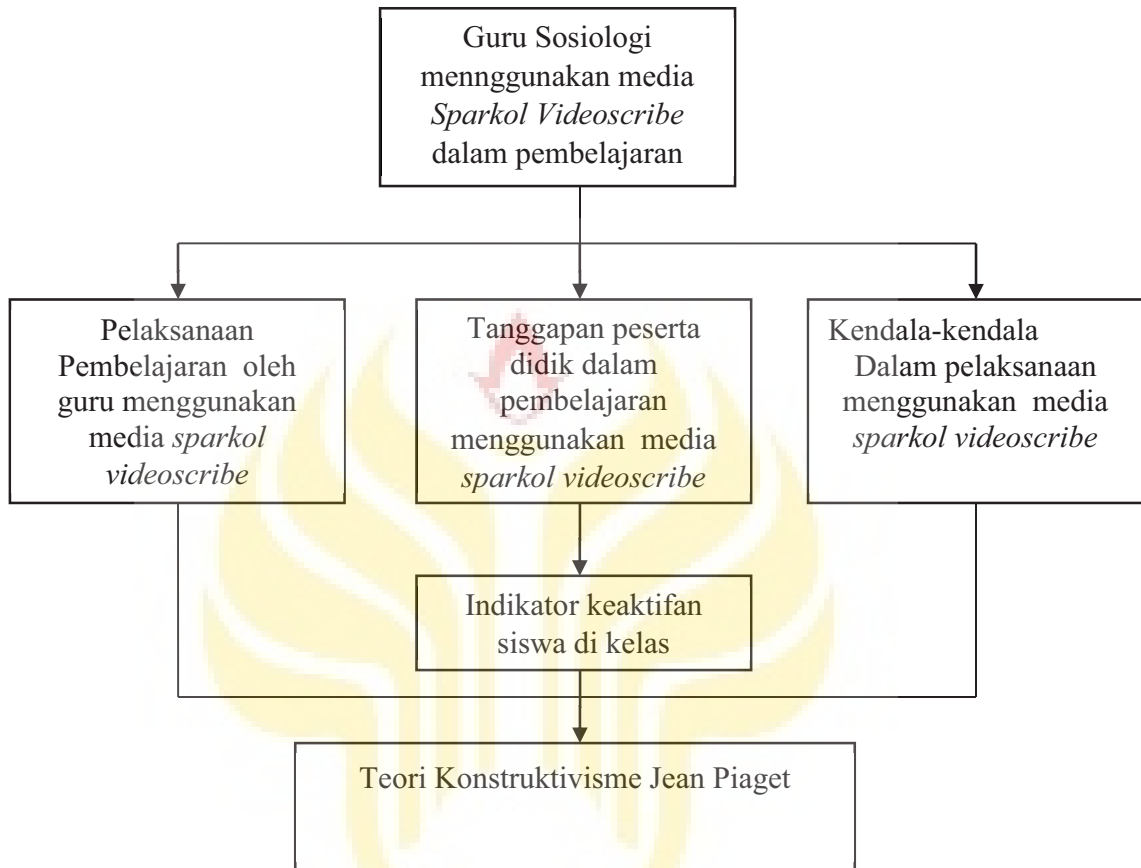 Guru Sosiologi
mennggunakan media
Sparkol Videoscribe
dalam pembelajaran
Pelaksanaan
Pembelajaran oleh
guru menggunakan
media sparkol
videoscribe
Tanggapan peserta
didik dalam
pembelajaran
menggunakan media
sparkol videoscribe
Kendala-kendala
Dalam pelaksanaan
menggunakan media
sparkol videoscribe
Indikator keaktifan
siswa di kelas
Teori Konstruktivisme Jean Piaget